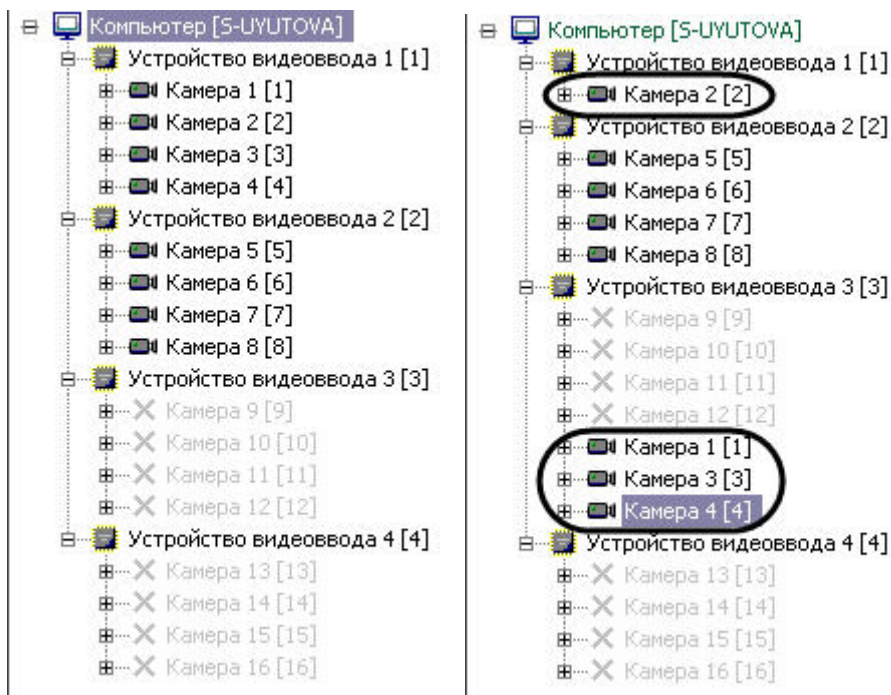 Компьютер [S-UYUTOVA]
Устройство видеоввода 1 [1]
Камера 1 [1]
Камера 2 [2]
Камера 3 [3]
Камера 4 [4]
Устройство видеоввода 2 [2]
Камера 5 [5]
Камера 6 [6]
Камера 7 [7]
Камера 8 [8]
Устройство видеоввода 3 [3]
Камера 9 [9]
Камера 10 [10]
Камера 11 [11]
Камера 12 [12]
Устройство видеоввода 4 [4]
Камера 13 [13]
Камера 14 [14]
Камера 15 [15]
Камера 16 [16]
Компьютер [S-UYUTOVA]
Устройство видеоввода 1 [1]
Камера 2 [2]
Устройство видеоввода 2 [2]
Камера 5 [5]
Камера 6 [6]
Камера 7 [7]
Камера 8 [8]
Устройство видеоввода 3 [3]
Камера 9 [9]
Камера 10 [10]
Камера 11 [11]
Камера 12 [12]
Камера 1 [1]
Камера 3 [3]
Камера 4 [4]
Устройство видеоввода 4 [4]
Камера 13 [13]
Камера 14 [14]
Камера 15 [15]
Камера 16 [16]